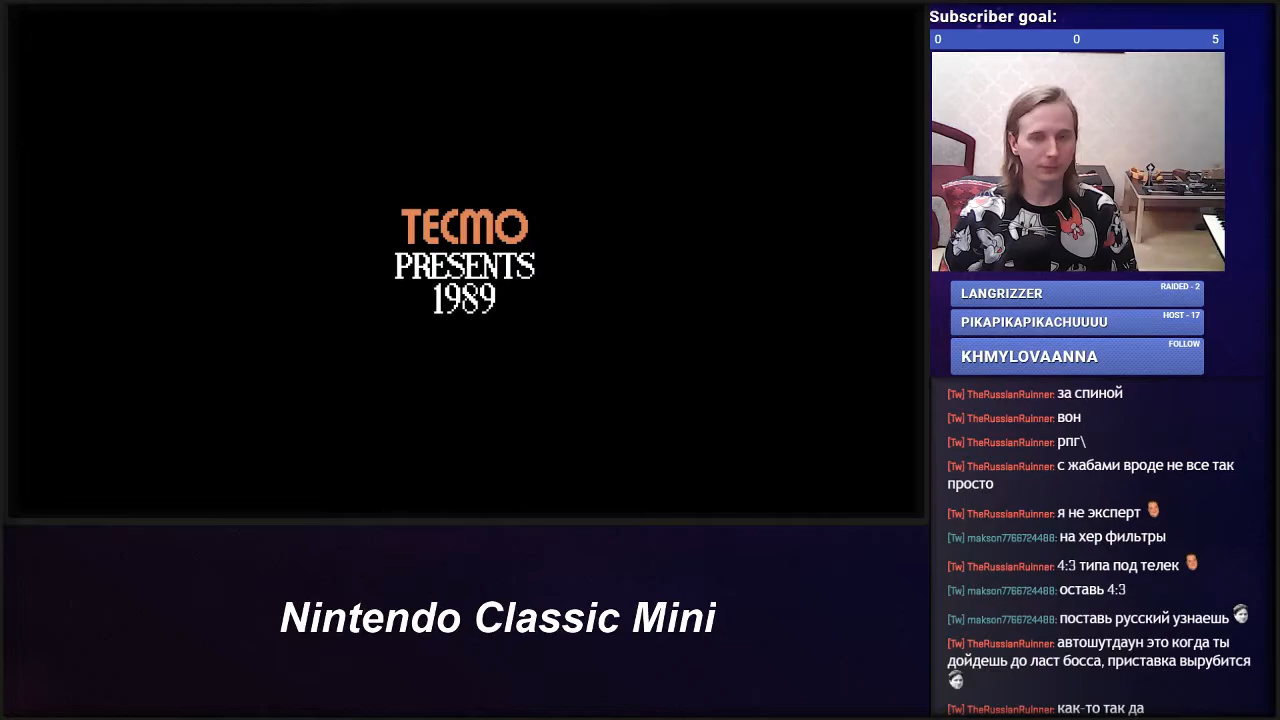 TECMO
PRESENTS
1989
Nintendo Classic Mini
Subscriber goal:
0 0 5
LANGRIZZER RAIDED - 2
PIKAPIKAPIKACHUUUU HOST - 17
KHMYLOVAANNA FOLLOW
[Tw] TheRussianRuinner: за спиной
[Tw] TheRussianRuinner: вон
[Tw] TheRussianRuinner: рпг\
[Tw] TheRussianRuinner: с жабами вроде не все так
просто
[Tw] TheRussianRuinner: я не эксперт
[Tw] makson7766724488: на хер фильтры
[Tw] TheRussianRuinner: 4:3 типа под телек
[Tw] makson7766724488: оставь 4:3
[Tw] makson7766724488: поставь русский узнаешь
[Tw] TheRussianRuinner: автошутдаун это когда ты
дойдешь до ласт босса, приставка вырубится
[Tw] TheRussianRuinner: как-то так да